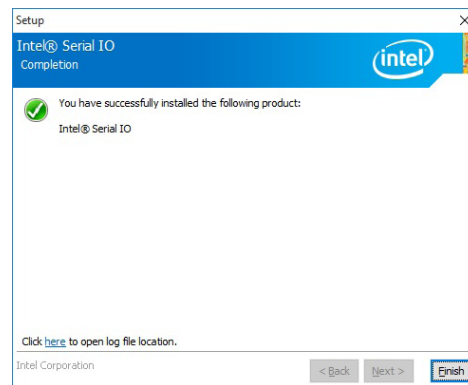 Setup
Intel® Serial IO
Completion
intel
You have successfully installed the following product:
Intel® Serial IO
Click here to open log file location.
Intel Corporation
< Back Next > Finish